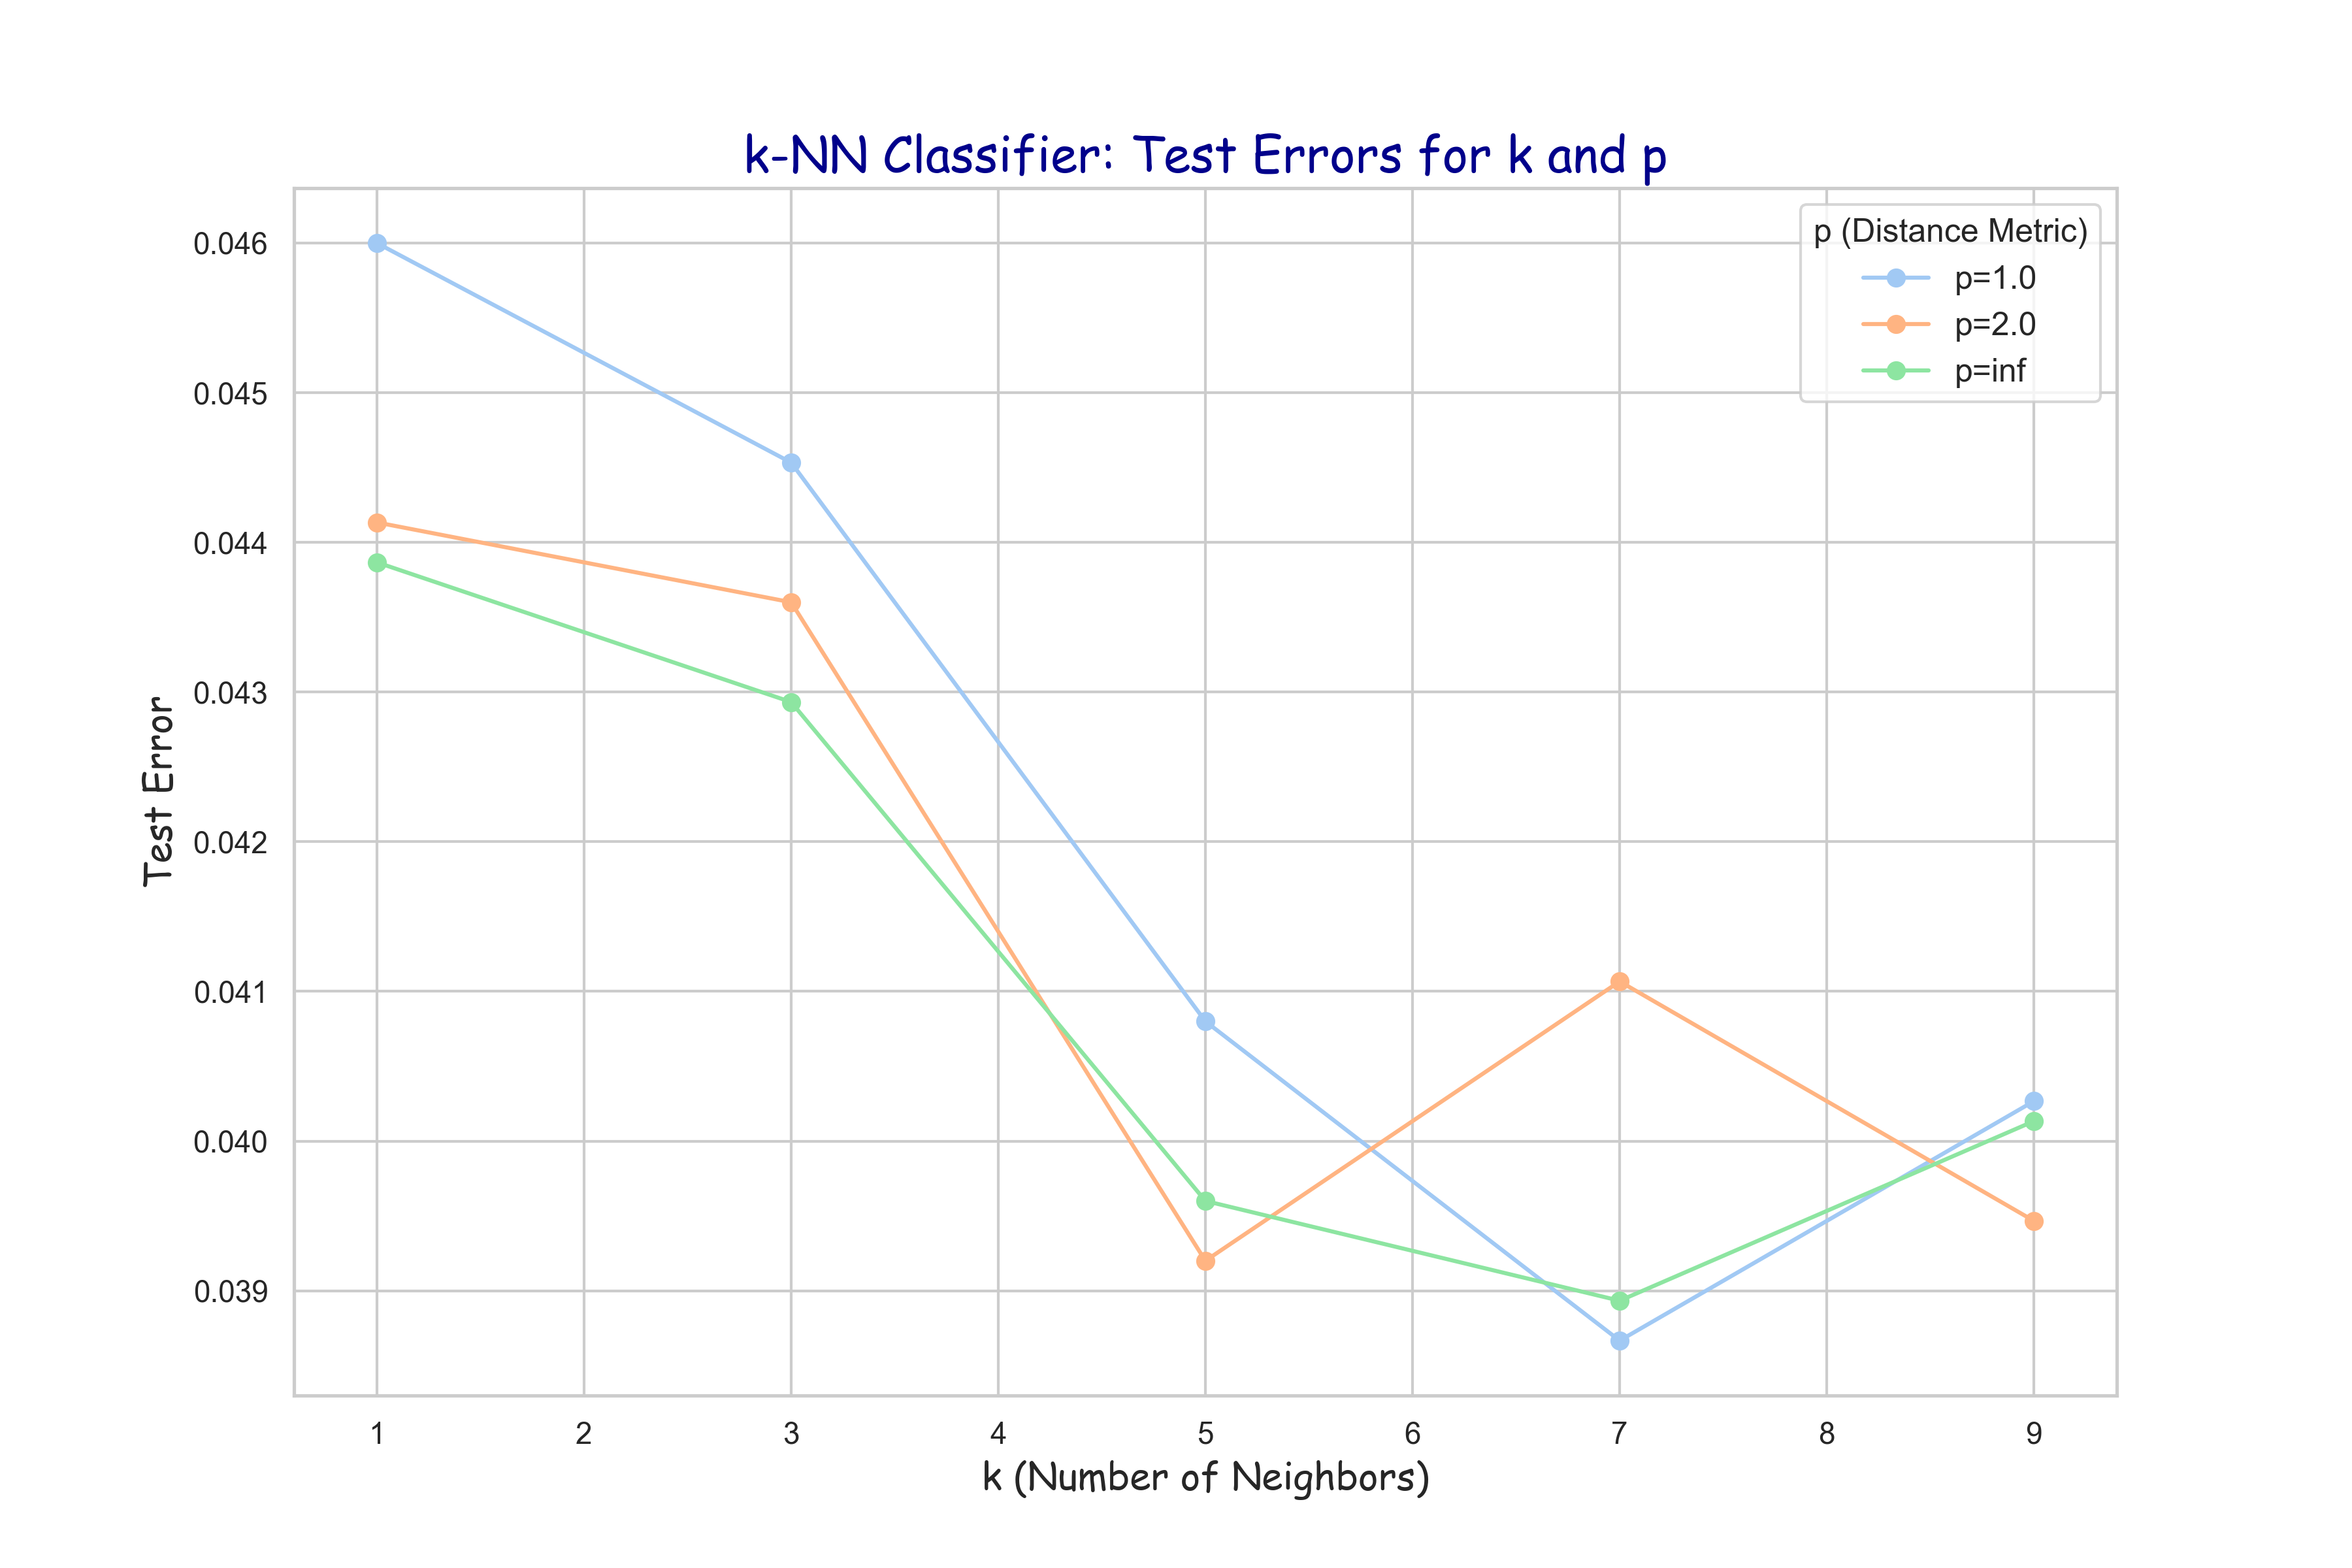 k-NN Classifier: Test Errors for k and p
p (Distance Metric)
p=1.0
p=2.0
p=inf
Test Error
0.046
0.045
0.044
0.043
0.042
0.041
0.040
0.039
1 2 3 4 5 6 7 8 9
k (Number of Neighbors)